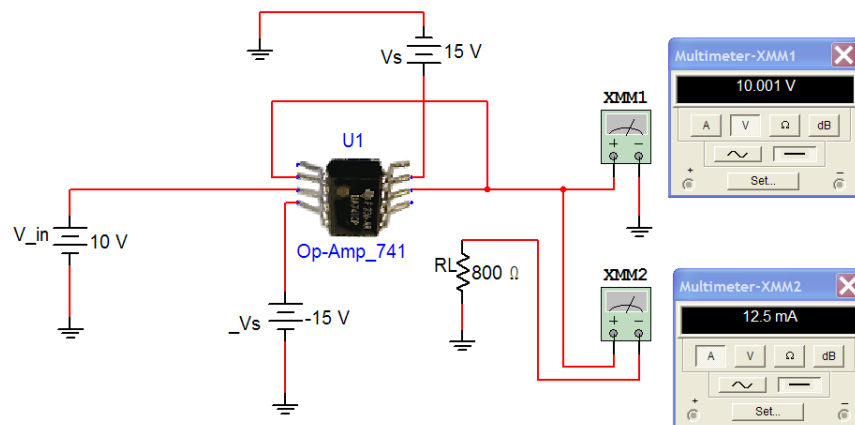 Vs
15 V
Multimeter-XMM1
10.001 V
A
V
Ω
dB
Set...
+
-
XMM1
+ -
U1
V_in
10 V
Op-Amp_741
RL
800 Ω
XMM2
+ -
_Vs
-15 V
Multimeter-XMM2
12.5 mA
A
V
Ω
dB
Set...
+
-